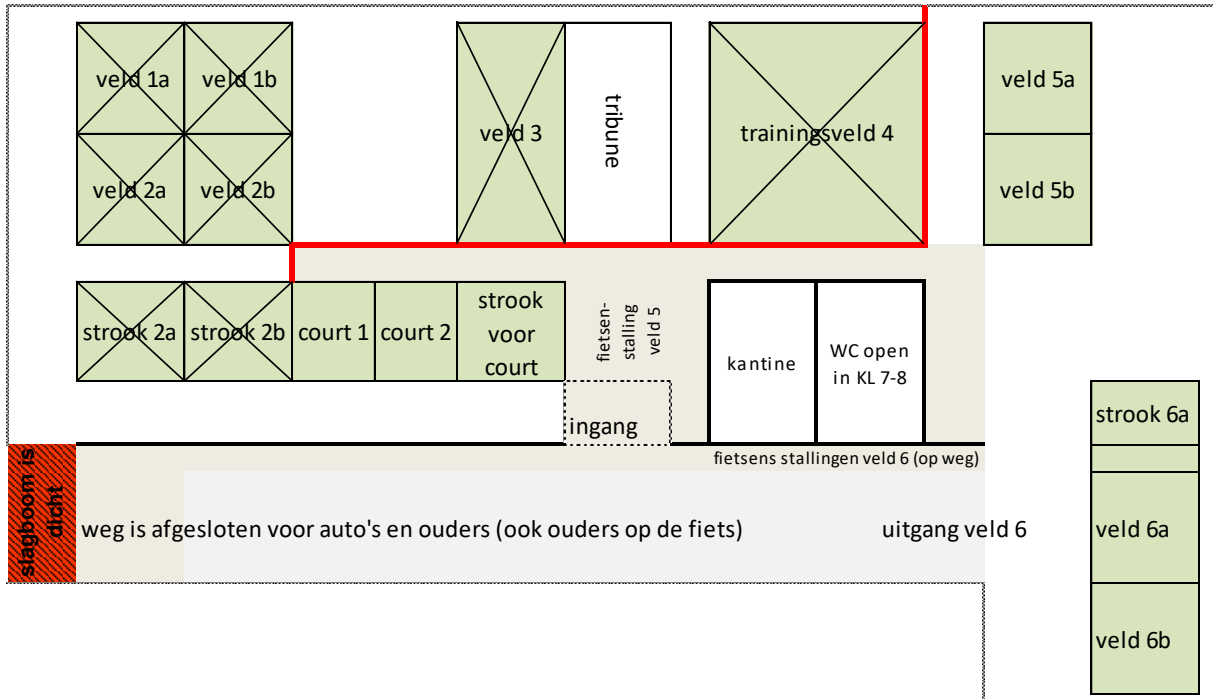 veld 1a
veld 1b
veld 3
tribune
trainingsveld 4
veld 5a
veld 2a
veld 2b
veld 5b
strook 2a
strook 2b
court 1
court 2
strook
voor
court
fietsen-
stalling
veld 5
kantine
WC open
in KL 7-8
ingang
strook 6a
fietsens stallingen veld 6 (op weg)
slagboom is
dicht
weg is afgesloten voor auto's en ouders (ook ouders op de fiets)
uitgang veld 6
veld 6a
veld 6b